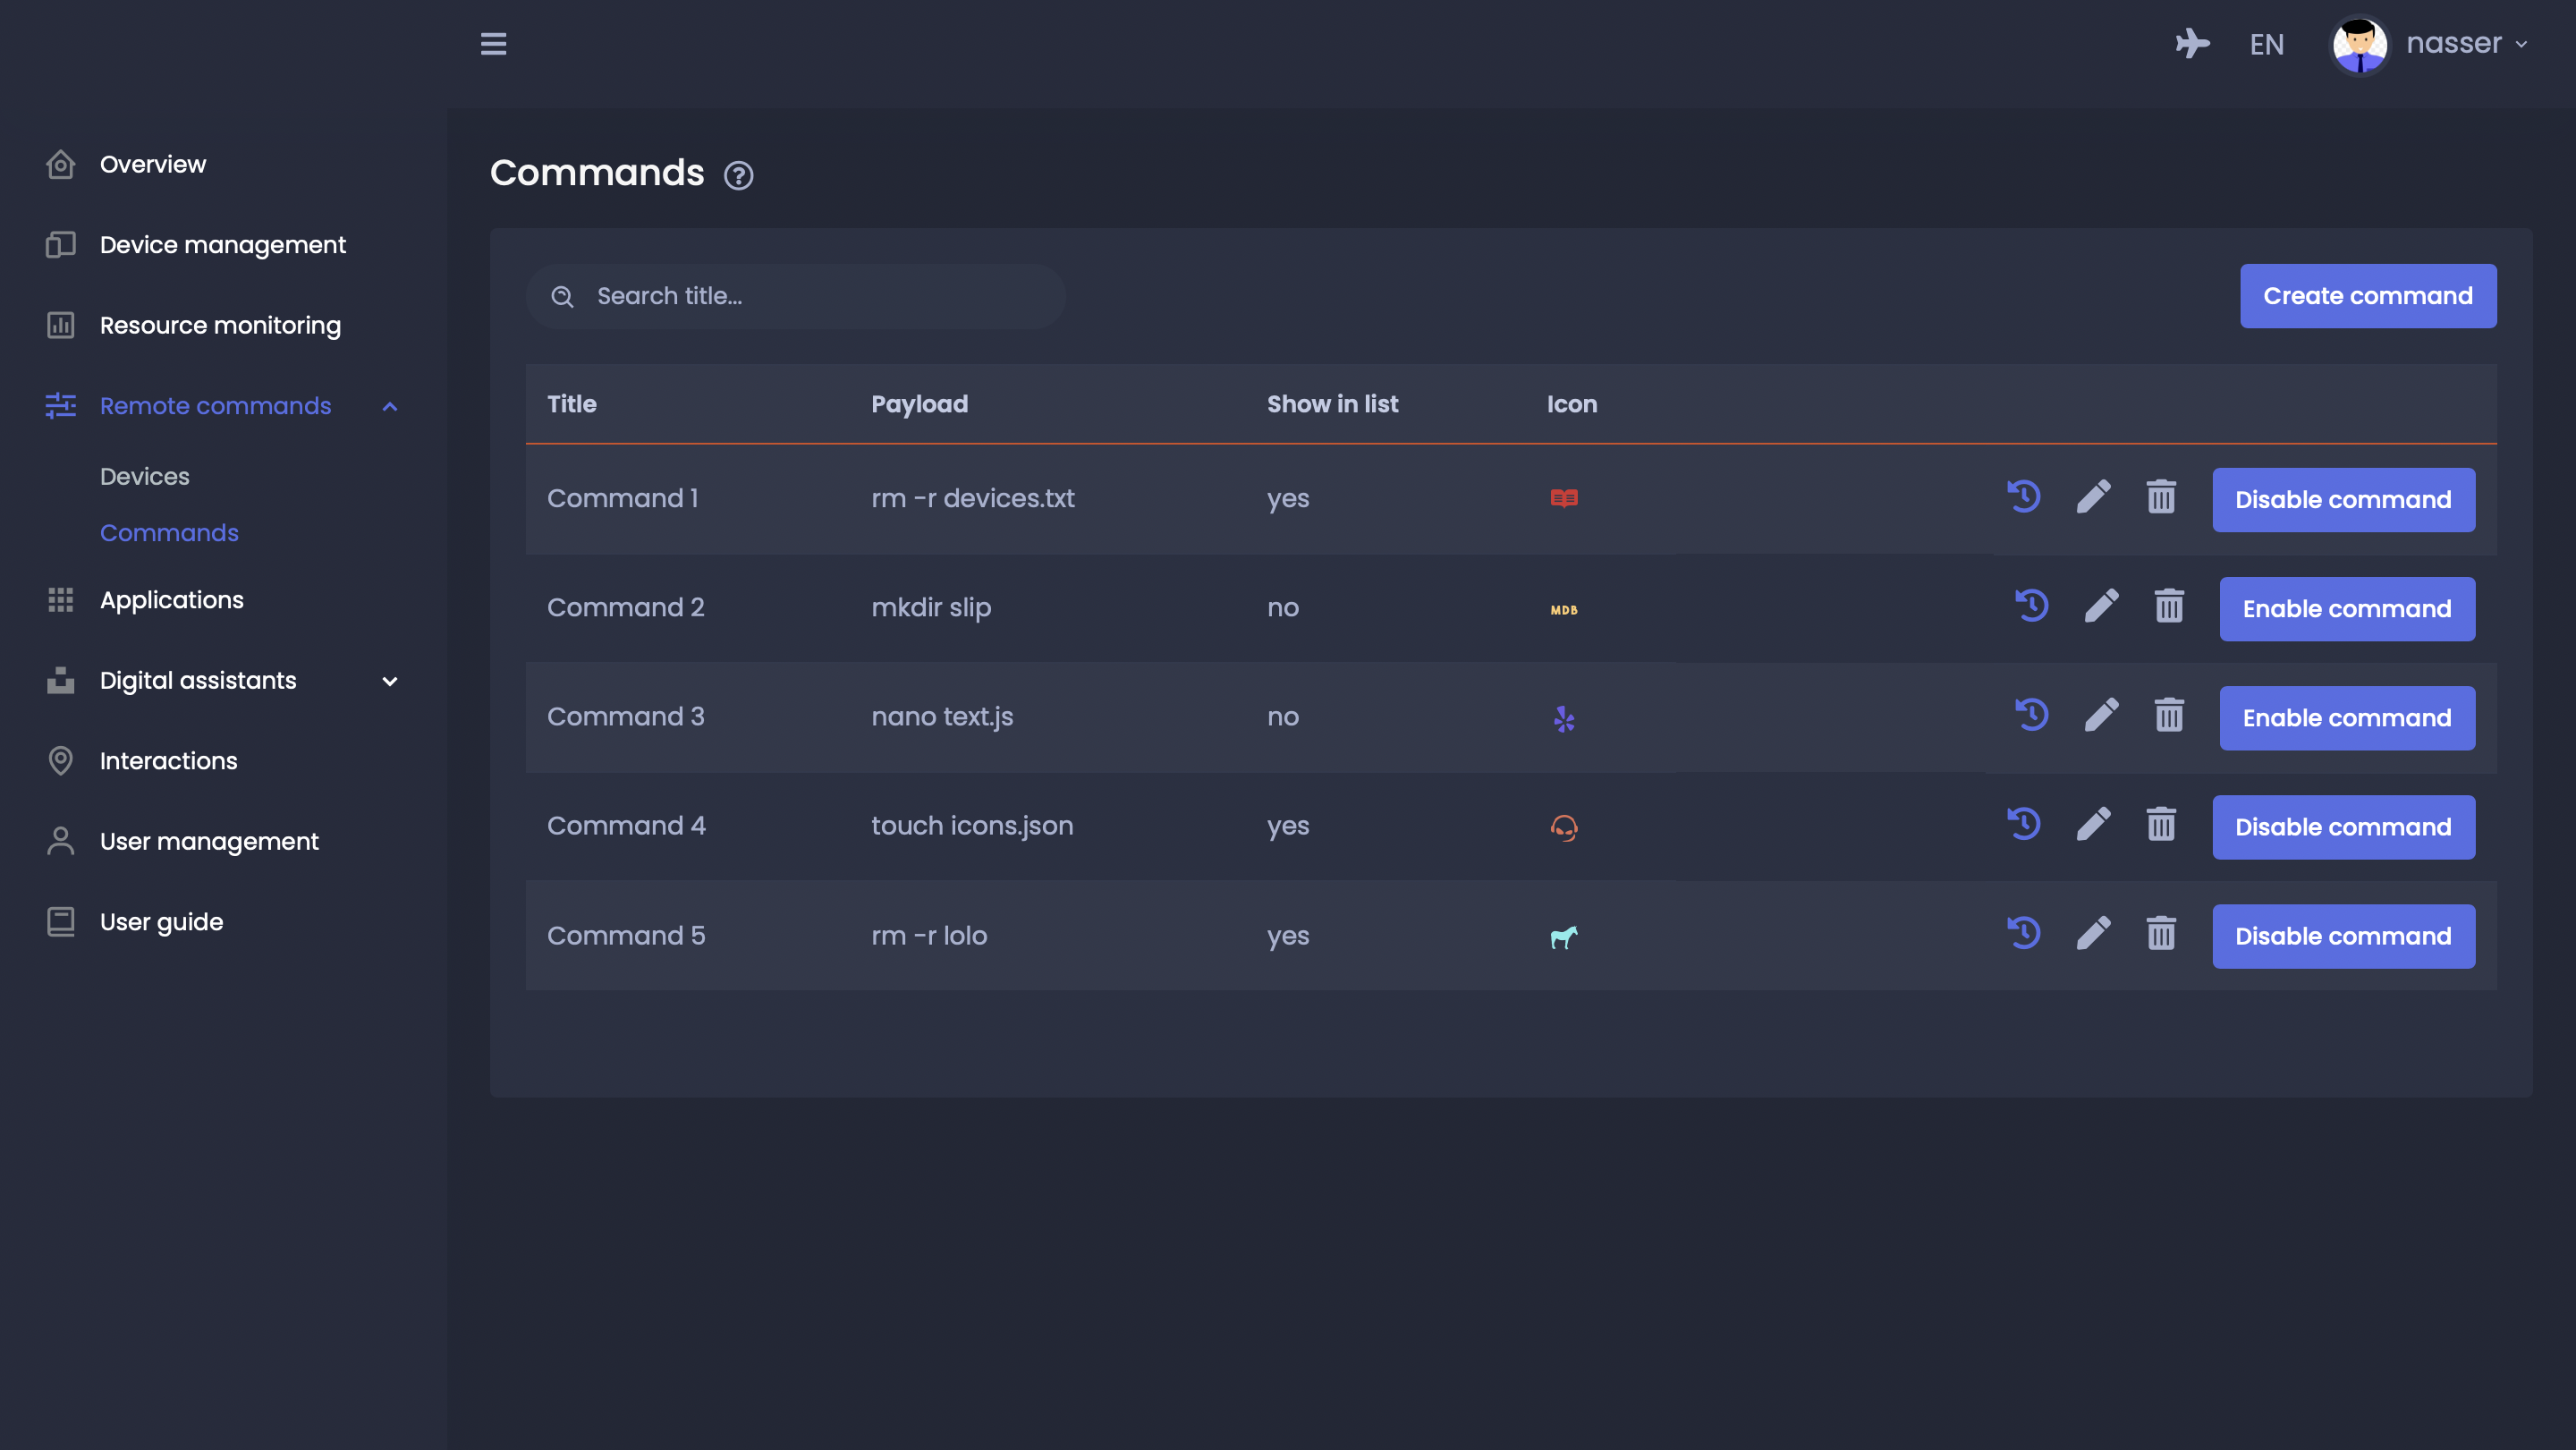 EN nasser
Overview
Device management
Resource monitoring
Remote commands
Devices
Commands
Applications
Digital assistants
Interactions
User management
User guide
Commands ?
Search title...
Create command
Title Payload Show in list Icon
Command 1 rm -r devices.txt yes Disable command
Command 2 mkdir slip no MDB Enable command
Command 3 nano text.js no Enable command
Command 4 touch icons.json yes Disable command
Command 5 rm -r lolo yes Disable command